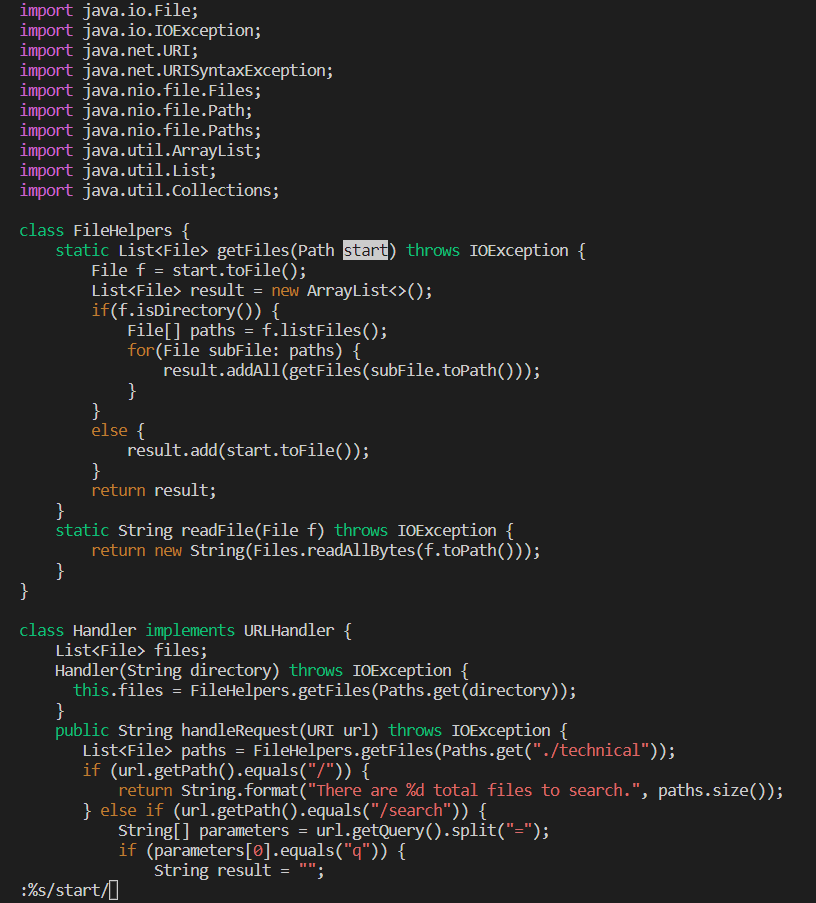 import java.io.File;
import java.io.IOException;
import java.net.URI;
import java.net.URISyntaxException;
import java.nio.file.Files;
import java.nio.file.Path;
import java.nio.file.Paths;
import java.util.ArrayList;
import java.util.List;
import java.util.Collections;

class FileHelpers {
    static List<File> getFiles(Path start) throws IOException {
        File f = start.toFile();
        List<File> result = new ArrayList<>();
        if(f.isDirectory()) {
            File[] paths = f.listFiles();
            for(File subFile: paths) {
                result.addAll(getFiles(subFile.toPath()));
            }
        }
        else {
            result.add(start.toFile());
        }
        return result;
    }
    static String readFile(File f) throws IOException {
        return new String(Files.readAllBytes(f.toPath()));
    }
}

class Handler implements URLHandler {
    List<File> files;
    Handler(String directory) throws IOException {
      this.files = FileHelpers.getFiles(Paths.get(directory));
    }
    public String handleRequest(URI url) throws IOException {
       List<File> paths = FileHelpers.getFiles(Paths.get("./technical"));
       if (url.getPath().equals("/")) {
           return String.format("There are %d total files to search.", paths.size());
       } else if (url.getPath().equals("/search")) {
           String[] parameters = url.getQuery().split("=");
           if (parameters[0].equals("q")) {
               String result = "";
:%s/start/